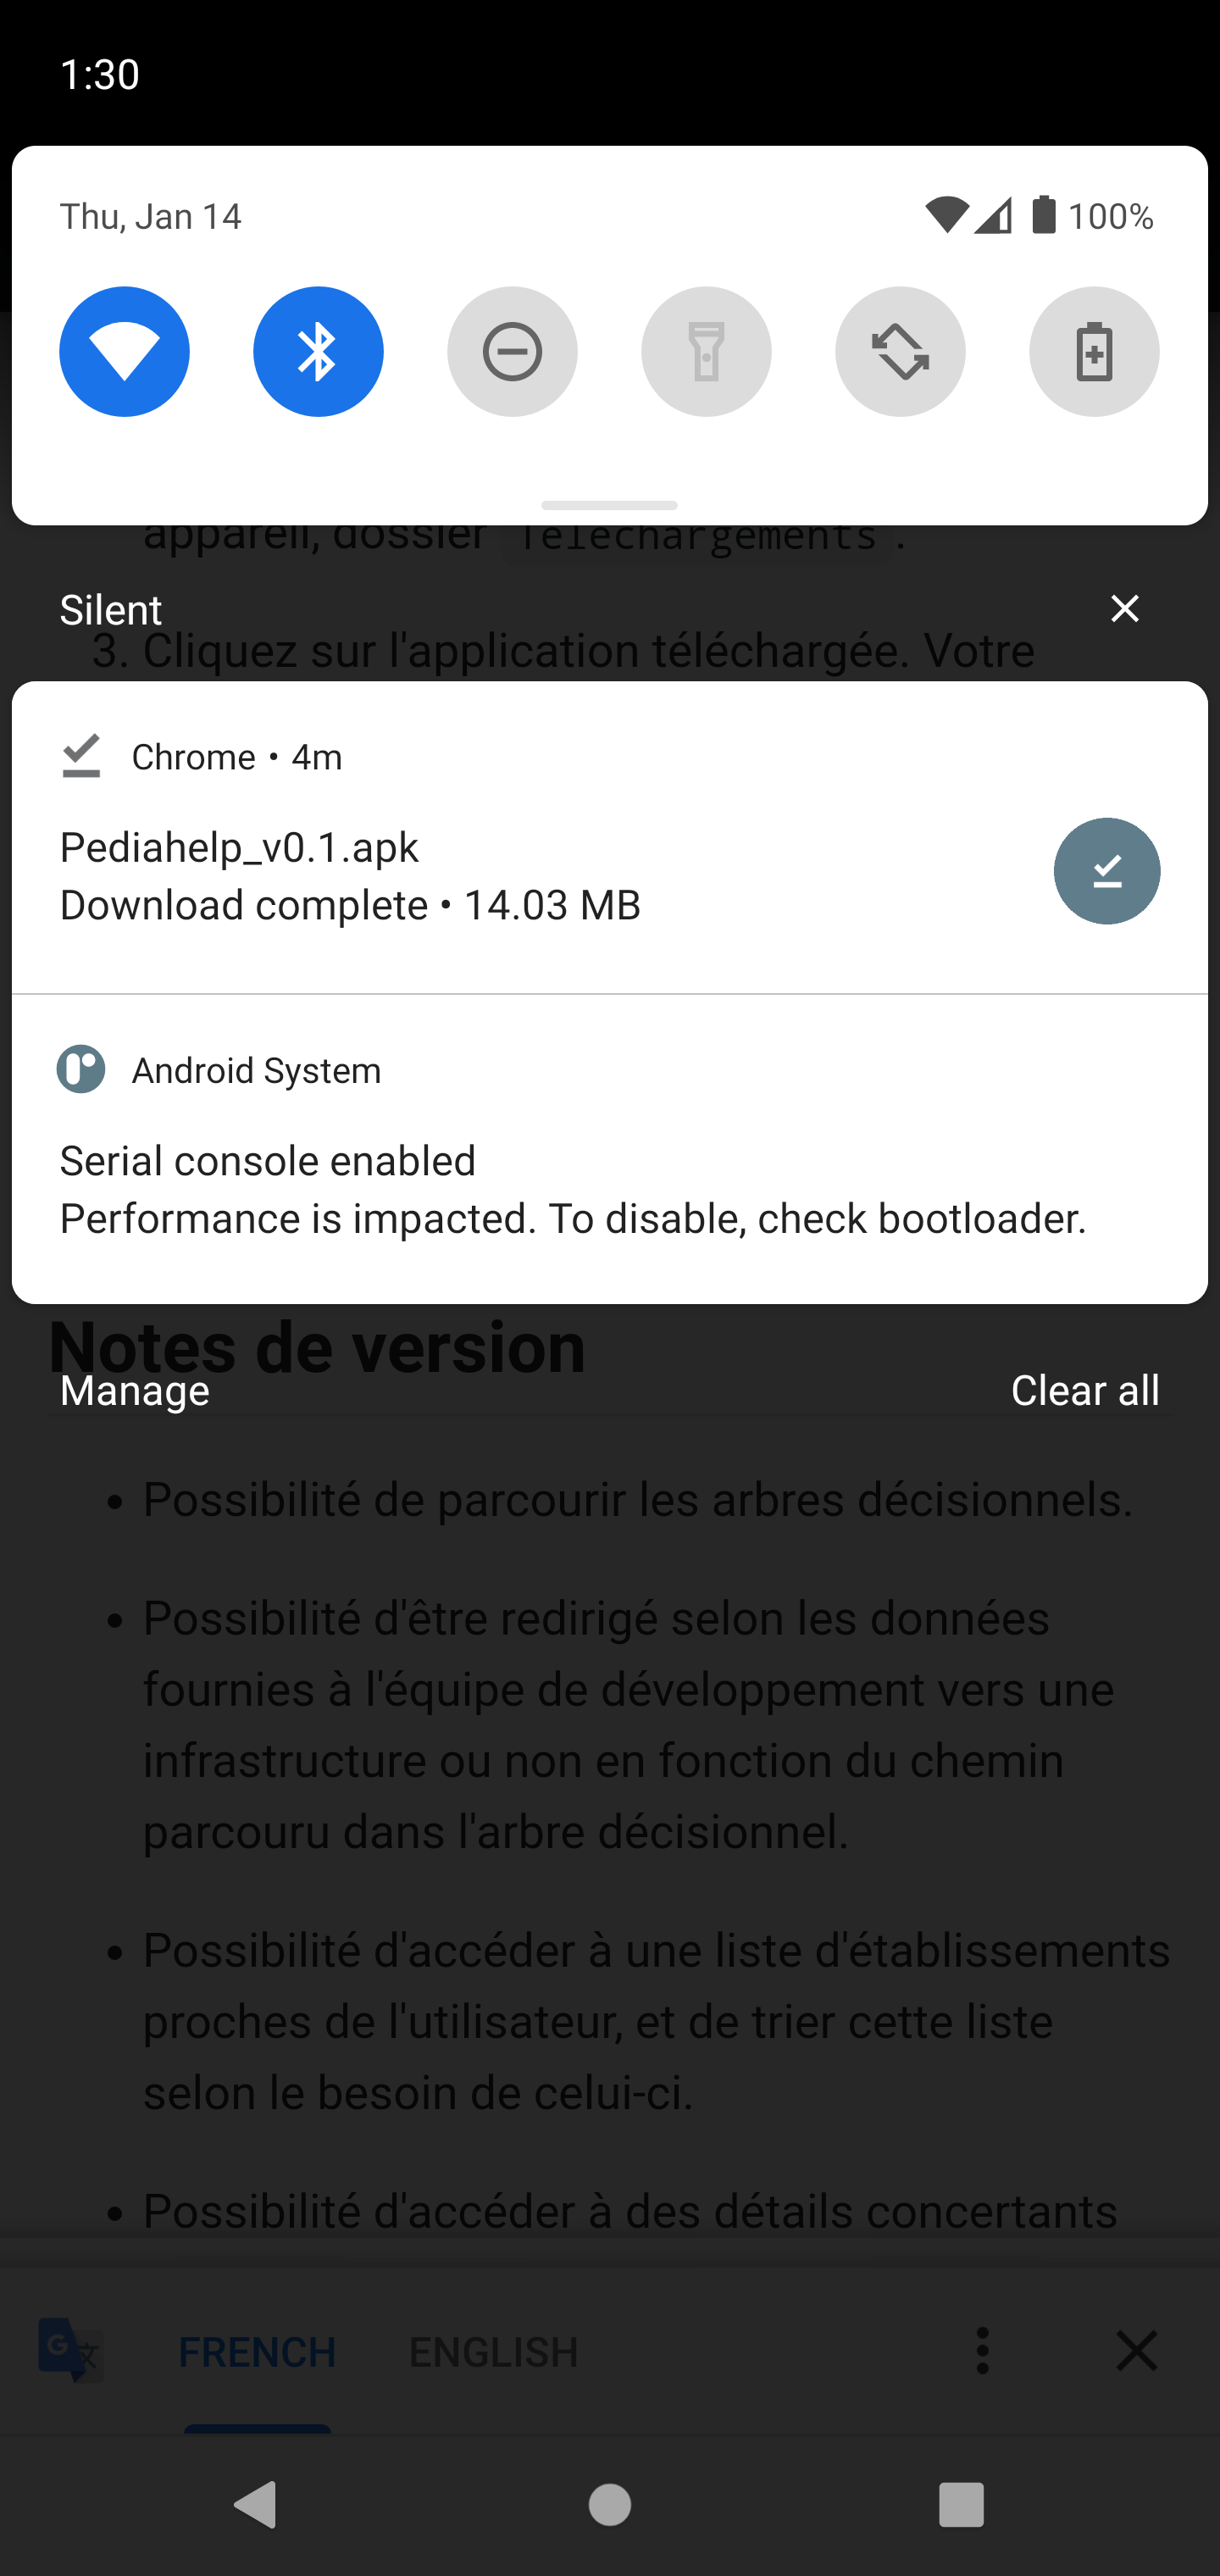 1:30
Thu, Jan 14
100%
appareil, dossier Téléchargements.
Silent
3. Cliquez sur l'application téléchargée. Votre
Chrome • 4m
Pediahelp_v0.1.apk
Download complete • 14.03 MB
Android System
Serial console enabled
Performance is impacted. To disable, check bootloader.
Notes de version
Manage
Clear all
• Possibilité de parcourir les arbres décisionnels.
• Possibilité d'être redirigé selon les données
fournies à l'équipe de développement vers une
infrastructure ou non en fonction du chemin
parcouru dans l'arbre décisionnel.
• Possibilité d'accéder à une liste d'établissements
proches de l'utilisateur, et de trier cette liste
selon le besoin de celui-ci.
• Possibilité d'accéder à des détails concertants
G 文
FRENCH
ENGLISH